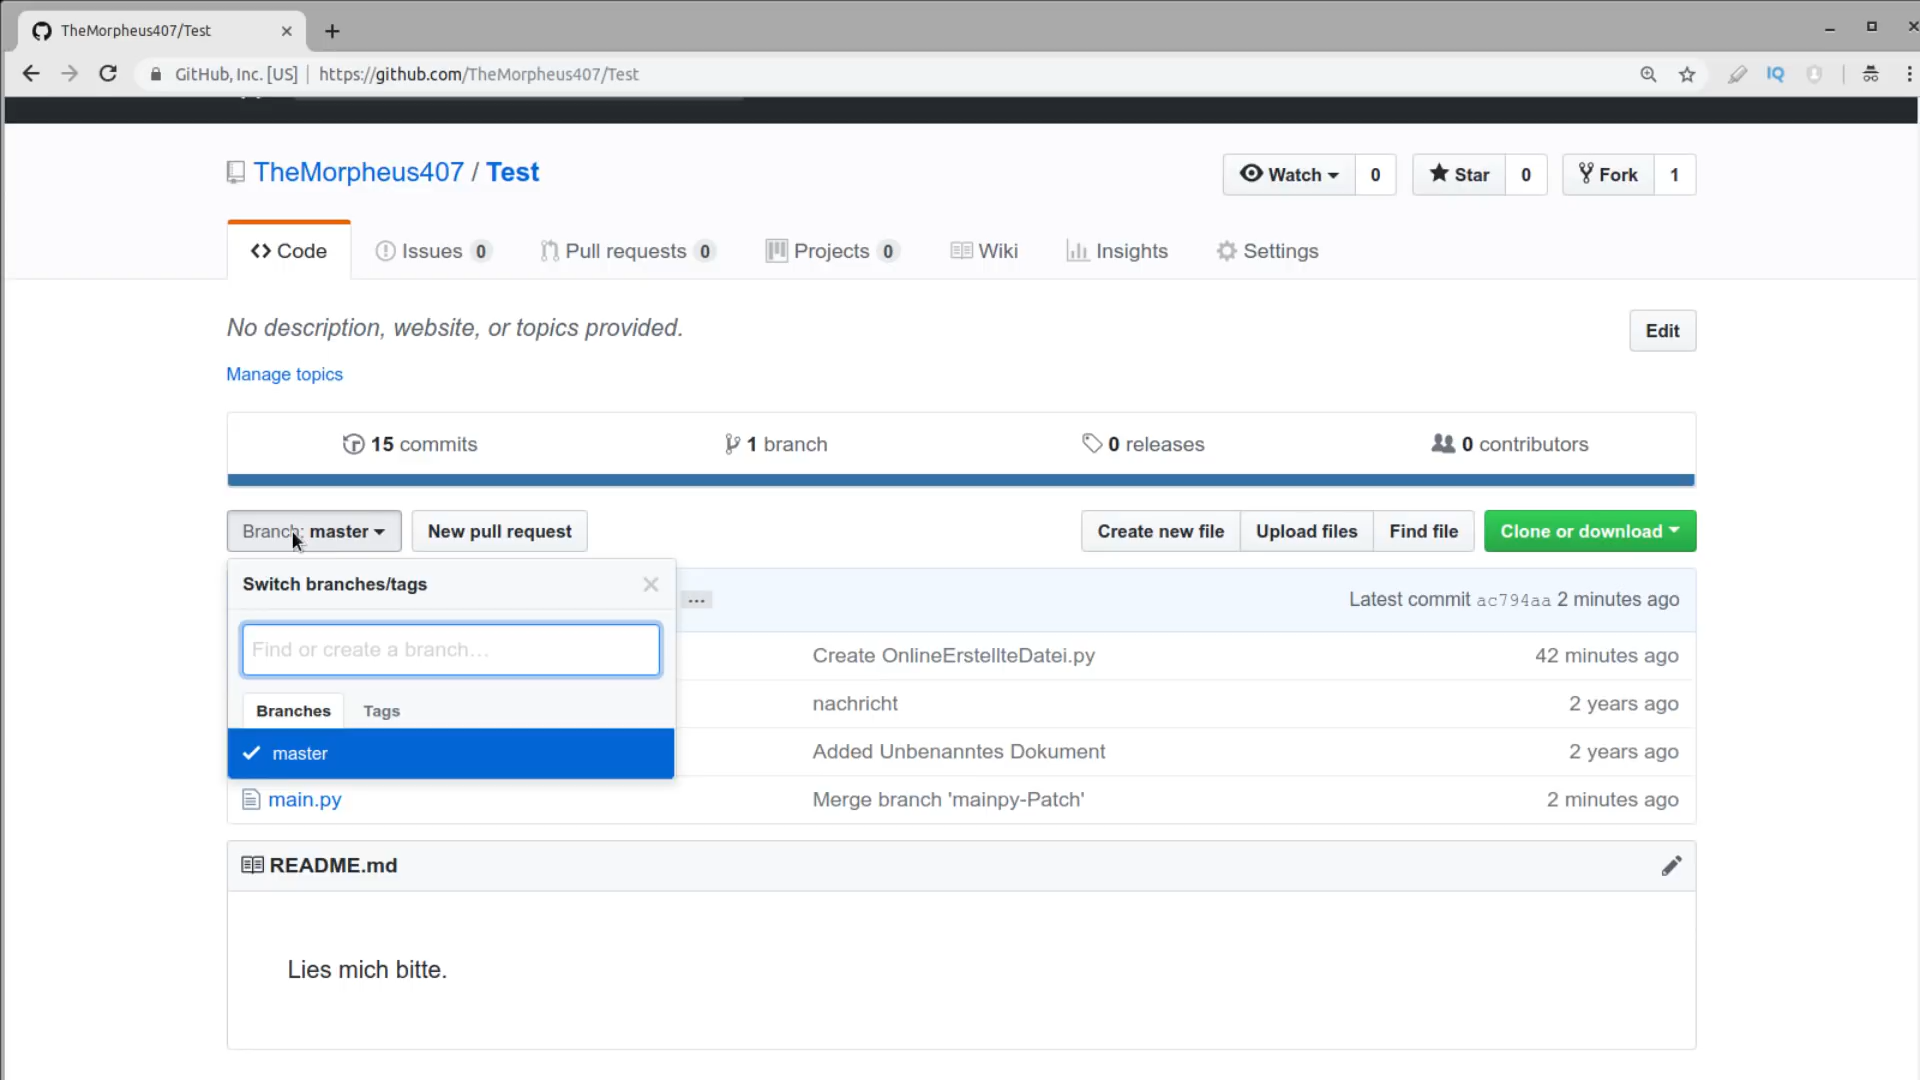 TheMorpheus407/Test
GitHub, Inc. [US] https://github.com/TheMorpheus407/Test
IQ
TheMorpheus407 / Test
Watch 0 Star 0 Fork 1
Code Issues 0 Pull requests 0 Projects 0 Wiki Insights Settings
No description, website, or topics provided.
Edit
Manage topics
15 commits 1 branch 0 releases 0 contributors
Branch: master New pull request Create new file Upload files Find file Clone or download
Switch branches/tags
... Latest commit ac794aa 2 minutes ago
Find or create a branch...
Create OnlineErstellteDatei.py 42 minutes ago
nachricht 2 years ago
Branches Tags
master
Added Unbenanntes Dokument 2 years ago
main.py Merge branch 'mainpy-Patch' 2 minutes ago
README.md
Lies mich bitte.